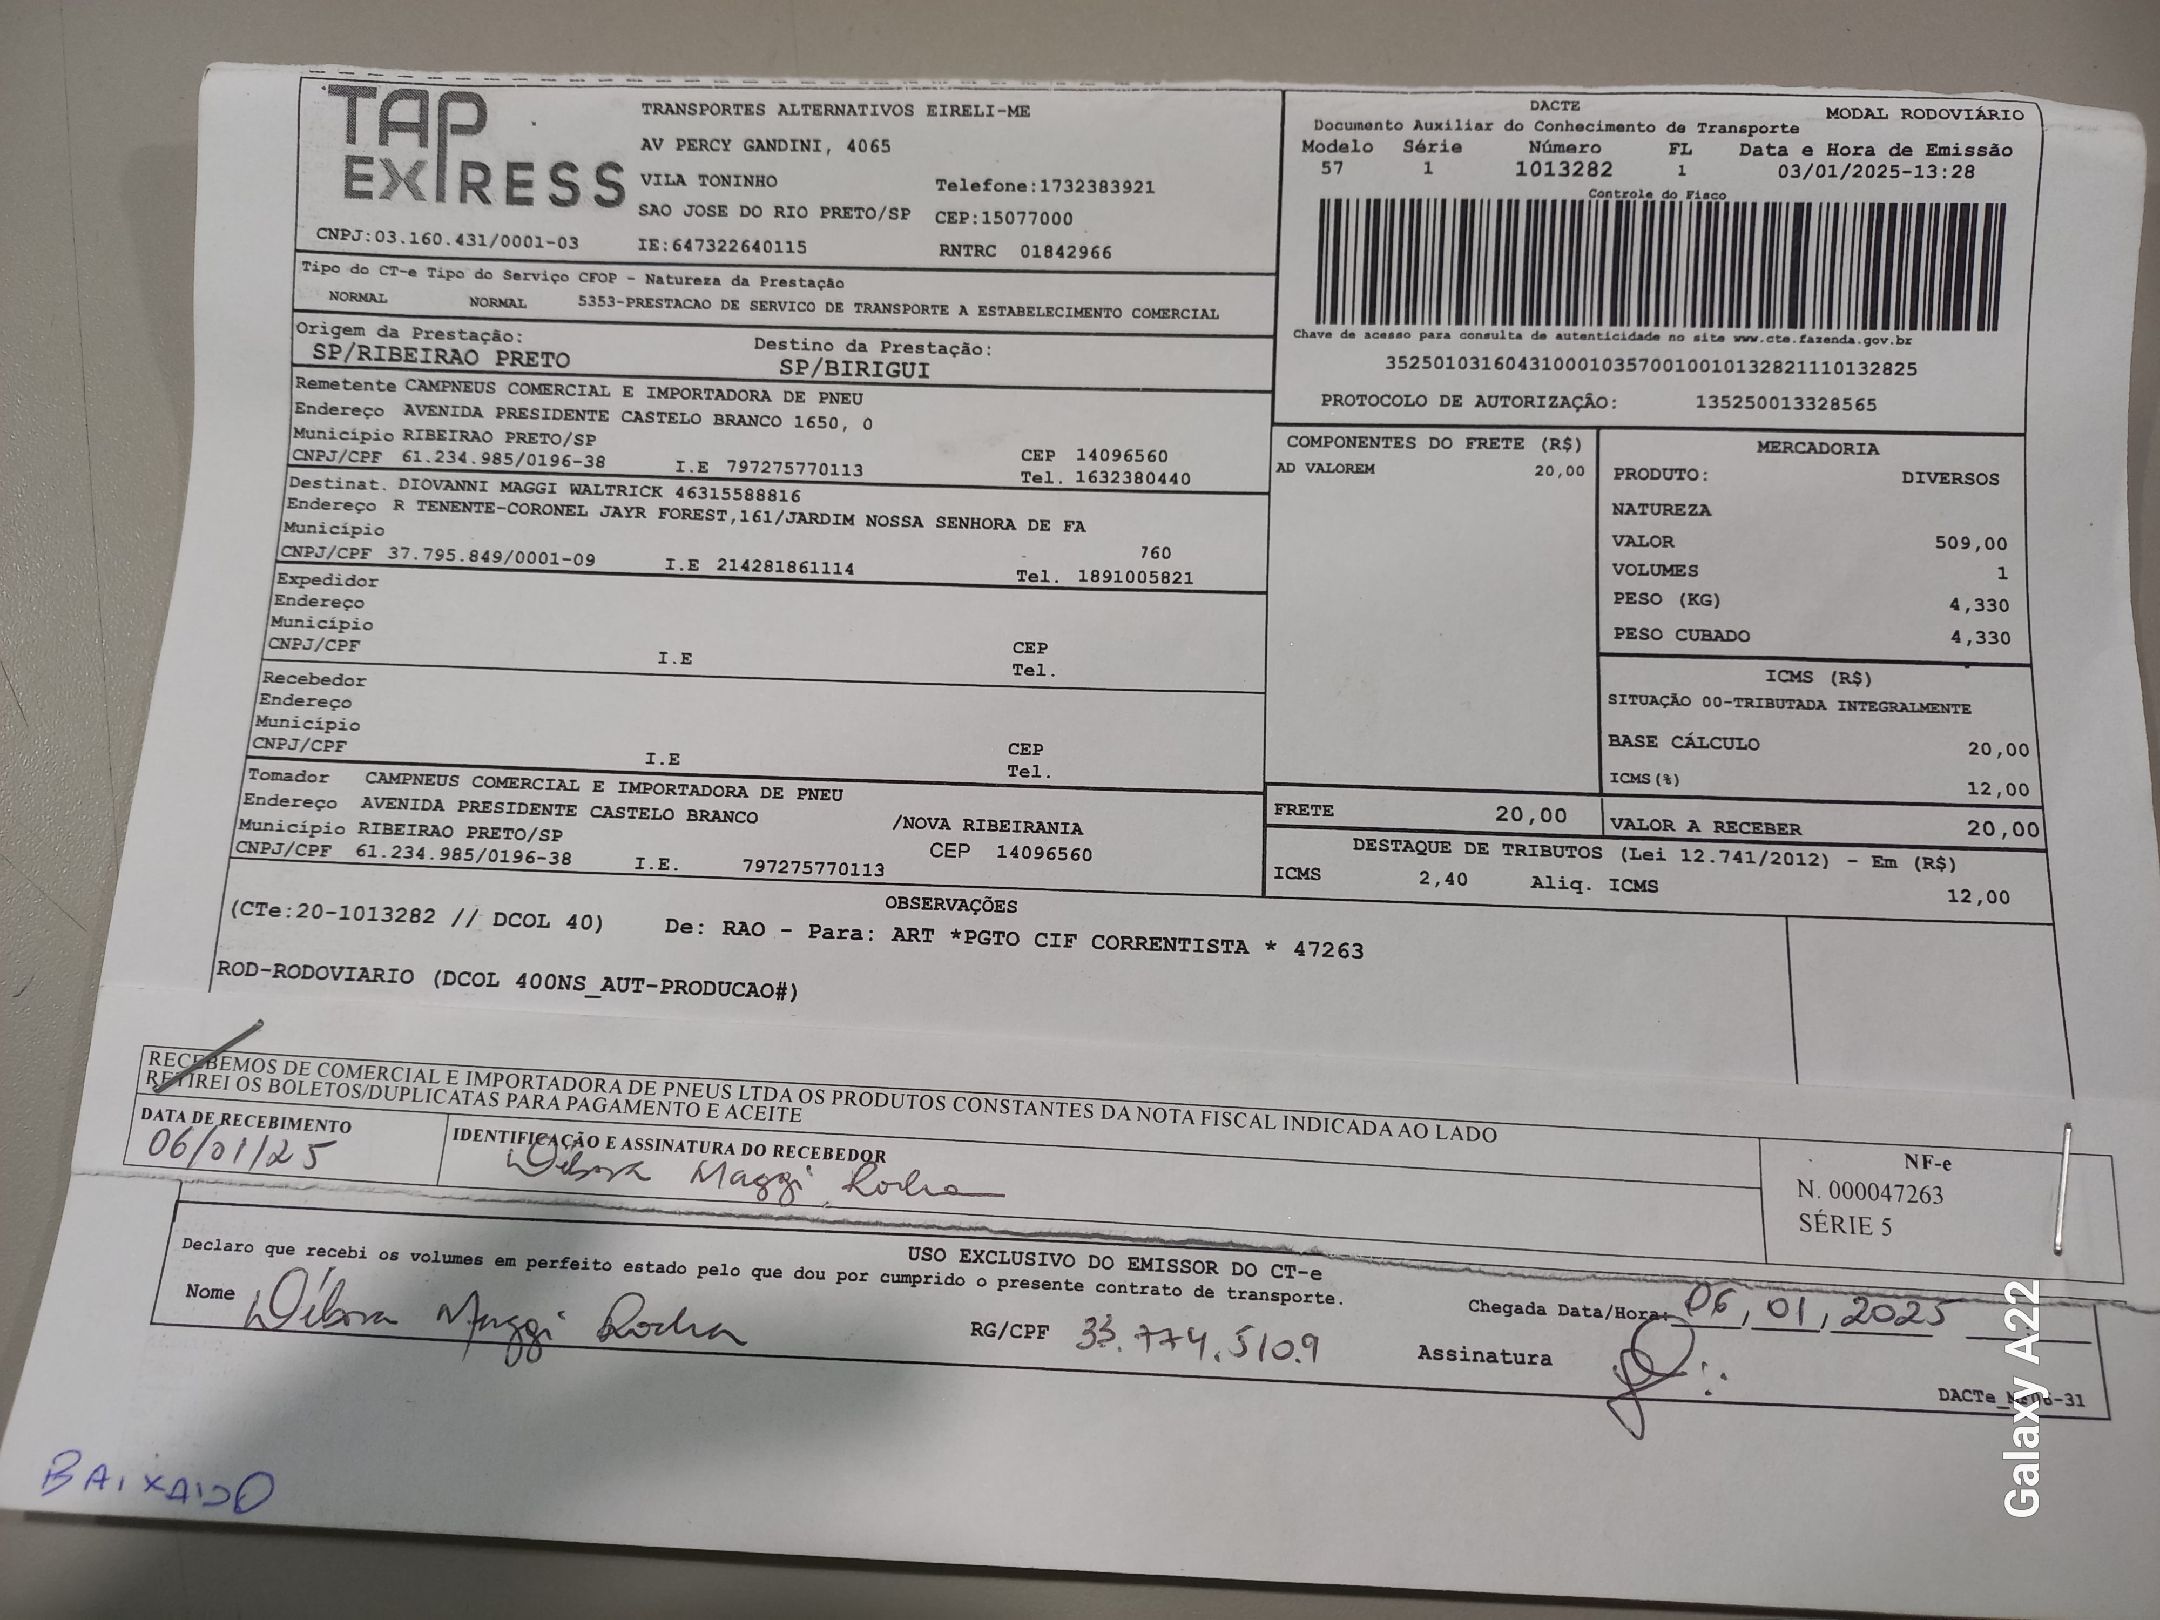 TAP EXPRESS
TRANSPORTES ALTERNATIVOS EIRELI-ME
AV PERCY GANDINI, 4065
VILA TONINHO
Telefone:1732383921
SAO JOSE DO RIO PRETO/SP CEP:15077000
CNPJ:03.160.431/0001-03 IE:647322640115 RNTRC 01842966
DACTE MODAL RODOVIÁRIO
Documento Auxiliar do Conhecimento de Transporte
Modelo Série Número FL Data e Hora de Emissão
57 1 1013282 1 03/01/2025-13:28
Controle do Fisco
Chave de acesso para consulta de autenticidade no site www.cte.fazenda.gov.br
35250103160431000103570010010132821110132825
PROTOCOLO DE AUTORIZAÇÃO: 135250013328565
Tipo do CT-e Tipo do Serviço CFOP - Natureza da Prestação
NORMAL NORMAL 5353-PRESTACAO DE SERVICO DE TRANSPORTE A ESTABELECIMENTO COMERCIAL
Origem da Prestação: Destino da Prestação:
SP/RIBEIRAO PRETO SP/BIRIGUI
Remetente CAMPNEUS COMERCIAL E IMPORTADORA DE PNEU
Endereço AVENIDA PRESIDENTE CASTELO BRANCO 1650, 0
Município RIBEIRAO PRETO/SP CEP 14096560
CNPJ/CPF 61.234.985/0196-38 I.E 797275770113 Tel. 1632380440
Destinat. DIOVANNI MAGGI WALTRICK 46315588816
Endereço R TENENTE-CORONEL JAYR FOREST,161/JARDIM NOSSA SENHORA DE FA
Município 760
CNPJ/CPF 37.795.849/0001-09 I.E 214281861114 Tel. 1891005821
Expedidor
Endereço
Município CEP
CNPJ/CPF I.E Tel.
Recebedor
Endereço
Município CEP
CNPJ/CPF I.E Tel.
Tomador CAMPNEUS COMERCIAL E IMPORTADORA DE PNEU
Endereço AVENIDA PRESIDENTE CASTELO BRANCO /NOVA RIBEIRANIA
Município RIBEIRAO PRETO/SP CEP 14096560
CNPJ/CPF 61.234.985/0196-38 I.E. 797275770113
COMPONENTES DO FRETE (R$)
AD VALOREM 20,00
MERCADORIA
PRODUTO: DIVERSOS
NATUREZA
VALOR 509,00
VOLUMES 1
PESO (KG) 4,330
PESO CUBADO 4,330
ICMS (R$)
SITUAÇÃO 00-TRIBUTADA INTEGRALMENTE
BASE CÁLCULO 20,00
ICMS(%) 12,00
FRETE 20,00 VALOR A RECEBER 20,00
DESTAQUE DE TRIBUTOS (Lei 12.741/2012) - Em (R$)
ICMS 2,40 Aliq. ICMS 12,00
OBSERVAÇÕES
(CTe:20-1013282 // DCOL 40) De: RAO - Para: ART *PGTO CIF CORRENTISTA * 47263
ROD-RODOVIARIO (DCOL 400NS_AUT-PRODUCAO#)
RECEBEMOS DE COMERCIAL E IMPORTADORA DE PNEUS LTDA OS PRODUTOS CONSTANTES DA NOTA FISCAL INDICADA AO LADO
RETIREI OS BOLETOS/DUPLICATAS PARA PAGAMENTO E ACEITE
DATA DE RECEBIMENTO IDENTIFICAÇÃO E ASSINATURA DO RECEBEDOR
06/01/25 Débora Maggi Rocha
NF-e
N. 000047263
SÉRIE 5
USO EXCLUSIVO DO EMISSOR DO CT-e
Declaro que recebi os volumes em perfeito estado pelo que dou por cumprido o presente contrato de transporte.
Nome Débora Maggi Rocha RG/CPF 33.774.510.9 Chegada Data/Hora: 06,01,2025
Assinatura
BAIXADO
Galaxy A22